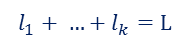 l₁ + …+ lₖ = L